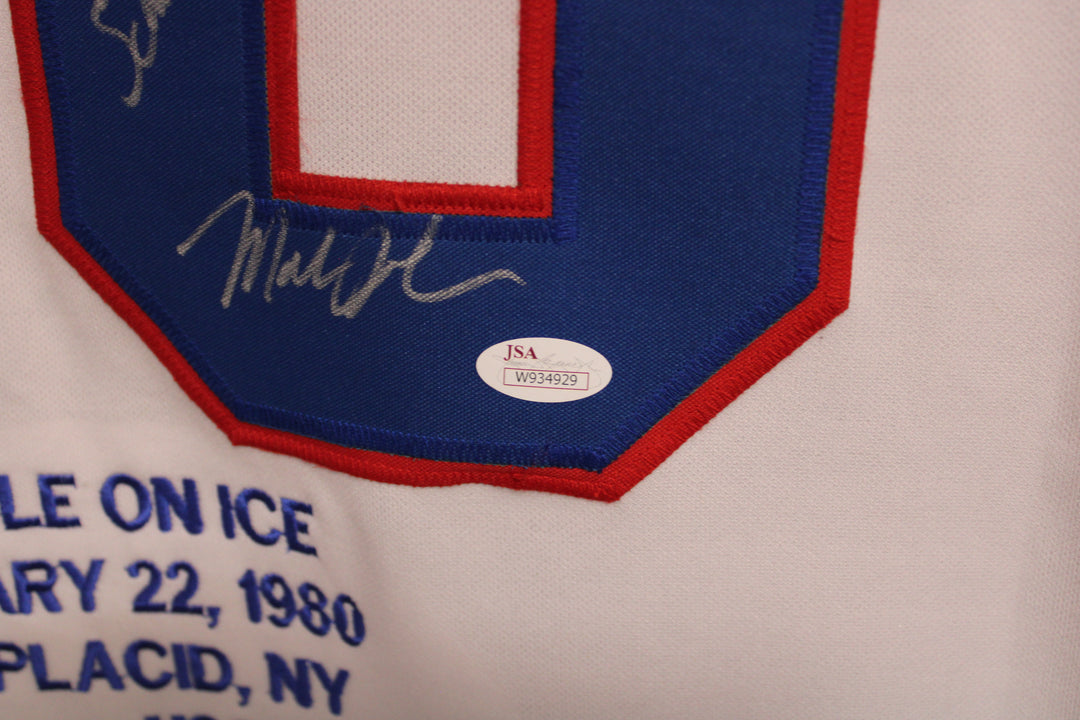 JSA
W934929
LE ON ICE
ARY 22, 1980
PLACID, NY